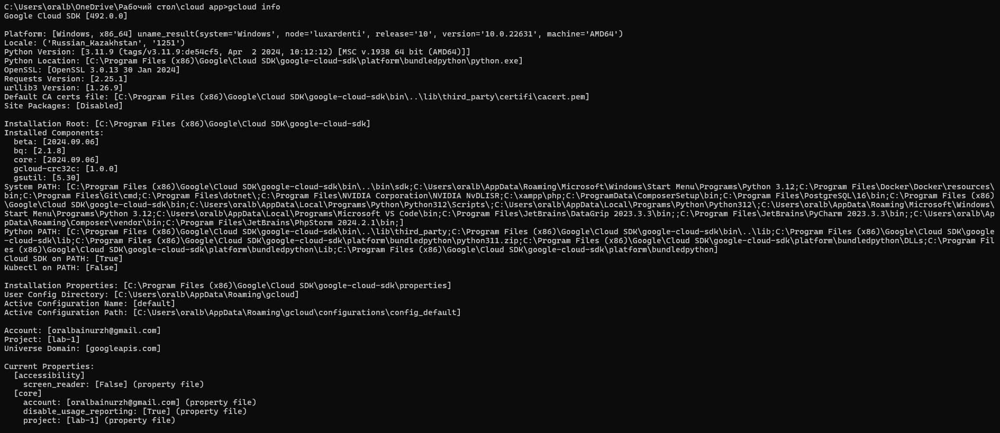 C:\Users\oralb\OneDrive\Рабочий стол\cloud app>gcloud info
Google Cloud SDK [492.0.0]
Platform: [Windows, x86_64] uname_result(system='Windows', node='luxardenti', release='10', version='10.0.22631', machine='AMD64')
Locale: ('Russian_Kazakhstan', '1251')
Python Version: [3.11.9 (tags/v3.11.9:de54cf5, Apr  2 2024, 10:12:12) [MSC v.1938 64 bit (AMD64)]]
Python Location: [C:\Program Files (x86)\Google\Cloud SDK\google-cloud-sdk\platform\bundledpython\python.exe]
OpenSSL: [OpenSSL 3.0.13 30 Jan 2024]
Requests Version: [2.25.1]
urllib3 Version: [1.26.9]
Default CA certs file: [C:\Program Files (x86)\Google\Cloud SDK\google-cloud-sdk\bin\..\lib\third_party\certifi\cacert.pem]
Site Packages: [Disabled]
Installation Root: [C:\Program Files (x86)\Google\Cloud SDK\google-cloud-sdk]
Installed Components:
  beta: [2024.09.06]
  bq: [2.1.8]
  core: [2024.09.06]
  gcloud-crc32c: [1.0.0]
  gsutil: [5.30]
System PATH: [C:\Program Files (x86)\Google\Cloud SDK\google-cloud-sdk\bin\..\bin\sdk;C:\Users\oralb\AppData\Roaming\Microsoft\Windows\Start Menu\Programs\Python 3.12;C:\Program Files\Docker\Docker\resources\
bin;C:\Program Files\Git\cmd;C:\Program Files\dotnet\;C:\Program Files\NVIDIA Corporation\NVIDIA NvDLISR;C:\xampp\php;C:\ProgramData\ComposerSetup\bin;C:\Program Files\PostgreSQL\16\bin;C:\Program Files (x86)
\Google\Cloud SDK\google-cloud-sdk\bin;C:\Users\oralb\AppData\Local\Programs\Python\Python312\Scripts\;C:\Users\oralb\AppData\Local\Programs\Python\Python312\;C:\Users\oralb\AppData\Roaming\Microsoft\Windows\
Start Menu\Programs\Python 3.12;C:\Users\oralb\AppData\Local\Programs\Microsoft VS Code\bin;C:\Program Files\JetBrains\DataGrip 2023.3.3\bin;;C:\Program Files\JetBrains\PyCharm 2023.3.3\bin;;C:\Users\oralb\Ap
pData\Roaming\Composer\vendor\bin;C:\Program Files\JetBrains\PhpStorm 2024.2.1\bin;]
Python PATH: [C:\Program Files (x86)\Google\Cloud SDK\google-cloud-sdk\bin\..\lib\third_party;C:\Program Files (x86)\Google\Cloud SDK\google-cloud-sdk\bin\..\lib;C:\Program Files (x86)\Google\Cloud SDK\google
-cloud-sdk\lib;C:\Program Files (x86)\Google\Cloud SDK\google-cloud-sdk\platform\bundledpython\python311.zip;C:\Program Files (x86)\Google\Cloud SDK\google-cloud-sdk\platform\bundledpython\DLLs;C:\Program Fil
es (x86)\Google\Cloud SDK\google-cloud-sdk\platform\bundledpython\Lib;C:\Program Files (x86)\Google\Cloud SDK\google-cloud-sdk\platform\bundledpython]
Cloud SDK on PATH: [True]
Kubectl on PATH: [False]
Installation Properties: [C:\Program Files (x86)\Google\Cloud SDK\google-cloud-sdk\properties]
User Config Directory: [C:\Users\oralb\AppData\Roaming\gcloud]
Active Configuration Name: [default]
Active Configuration Path: [C:\Users\oralb\AppData\Roaming\gcloud\configurations\config_default]
Account: [oralbainurzh@gmail.com]
Project: [lab-1]
Universe Domain: [googleapis.com]
Current Properties:
  [accessibility]
    screen_reader: [False] (property file)
  [core]
    account: [oralbainurzh@gmail.com] (property file)
    disable_usage_reporting: [True] (property file)
    project: [lab-1] (property file)